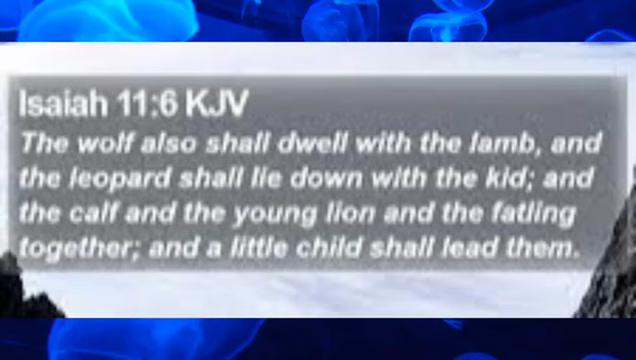 Isaiah 11:6 KJV
The wolf also shall dwell with the lamb, and
the leopard shall lie down with the kid; and
the calf and the young lion and the fatling
together; and a little child shall lead them.